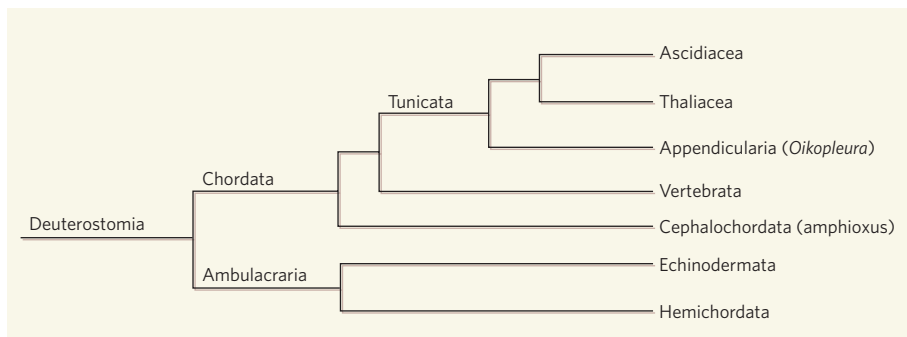 Ascidiacea
Tunicata
Thaliacea
Appendicularia (Oikopleura)
Chordata
Vertebrata
Deuterostomia
Cephalochordata (amphioxus)
Ambulacraria
Echinodermata
Hemichordata